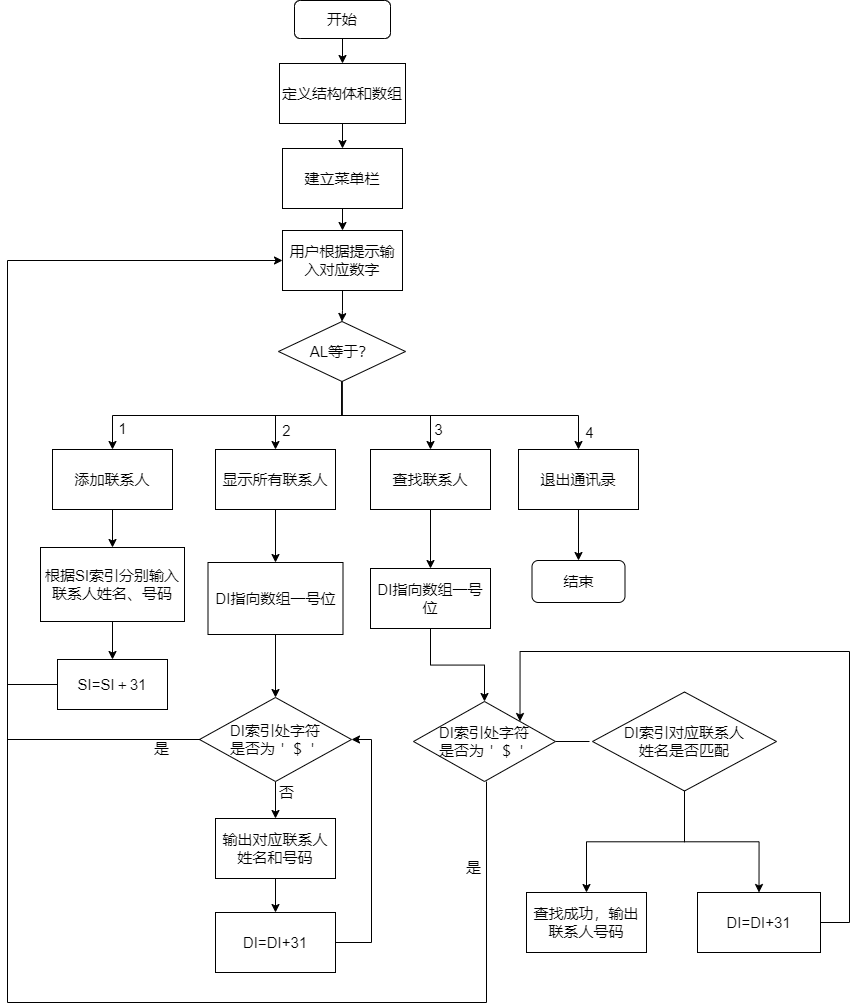 开始
定义结构体和数组
建立菜单栏
用户根据提示输
入对应数字
AL等于?
1
2
3
4
添加联系人
显示所有联系人
查找联系人
退出通讯录
根据SI索引分别输入
联系人姓名、号码
DI指向数组一号位
DI指向数组一号
位
结束
SI=SI + 31
DI索引处字符
是否为＇＄＇
是
否
DI索引处字符
是否为＇＄＇
DI索引对应联系人
姓名是否匹配
输出对应联系人
姓名和号码
是
查找成功，输出
联系人号码
DI=DI+31
DI=DI+31